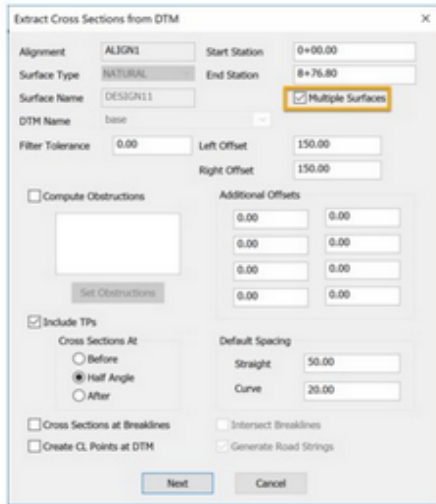 Extract Cross Sections from DTM
Alignment ALIGN1 Start Station 0+00.00
Surface Type NATURAL End Station 8+76.80
Surface Name DESIGN11 Multiple Surfaces
DTM Name base
Filter Tolerance 0.00 Left Offset 150.00
Right Offset 150.00
Compute Obstructions Additional Offsets
0.00 0.00
0.00 0.00
0.00 0.00
Set Obstructions 0.00 0.00
Include TPs
Cross Sections At Default Spacing
Before Straight 50.00
Half Angle Curve 20.00
After
Cross Sections at Breaklines Intersect Breaklines
Create CL Points at DTM Generate Road Strings
Next Cancel